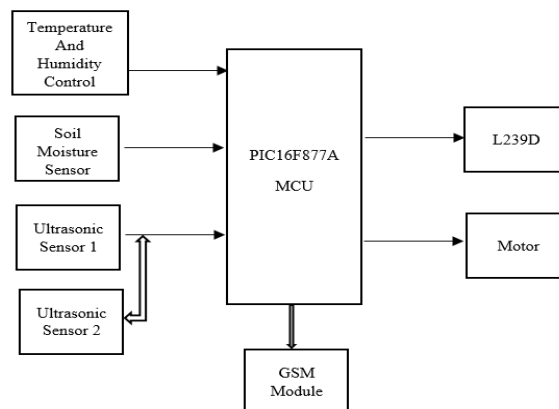 Temperature
And
Humidity
Control
Soil
Moisture
Sensor
Ultrasonic
Sensor 1
Ultrasonic
Sensor 2
PIC16F877A
MCU
L239D
Motor
GSM
Module